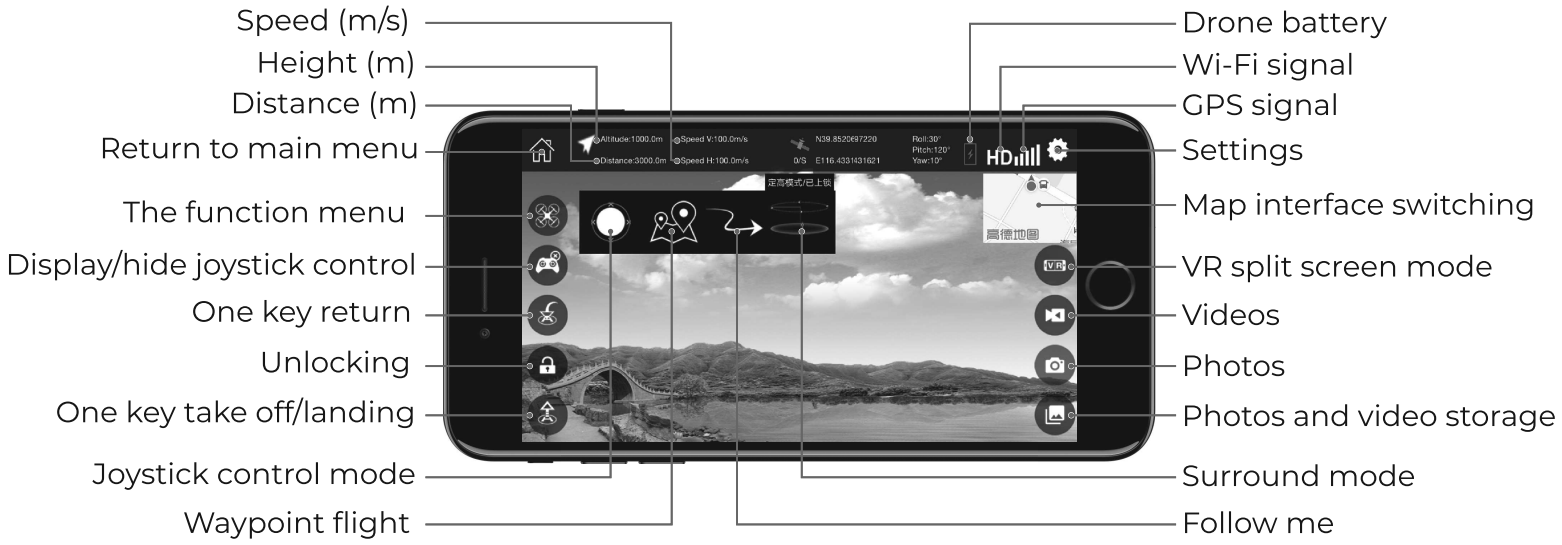 Speed (m/s)
Height (m)
Distance (m)
Return to main menu
The function menu
Display/hide joystick control
One key return
Unlocking
One key take off/landing
Joystick control mode
Waypoint flight
Altitude:1000.0m
Speed V:100.0m/s
N39.8520697220
Roll:30°
Pitch:120°
Distance:3000.0m
Speed H:100.0m/s
0/S
E116.4331431621
Yaw:10°
HD
定高模式/已上锁
高德地图
VR
Drone battery
Wi-Fi signal
GPS signal
Settings
Map interface switching
VR split screen mode
Videos
Photos
Photos and video storage
Surround mode
Follow me